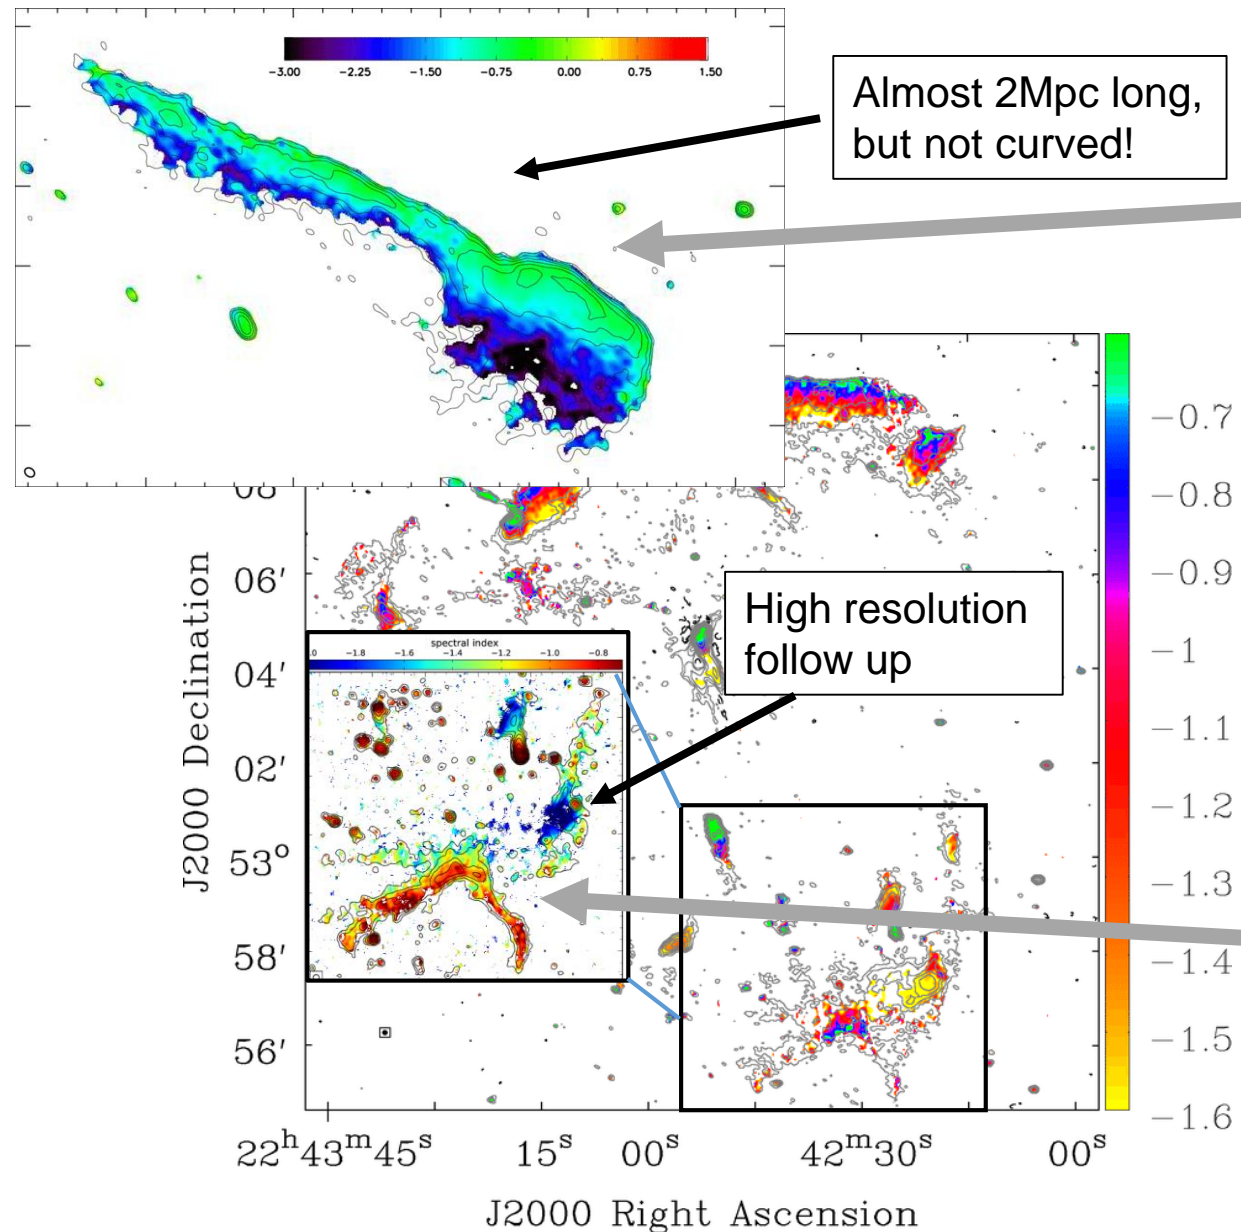 −3.00 −2.25 −1.50 −0.75 0.00 0.75 1.50
Almost 2Mpc long,
but not curved!
−0.7
−0.8
−0.9
−1
−1.1
−1.2
−1.3
−1.4
−1.5
−1.6
08'
06'
04'
02'
53°
58'
56'
J2000 Declination
High resolution
follow up
spectral index
−1.8 −1.6 −1.4 −1.2 −1.0 −0.8
22ʰ43ᵐ45ˢ 15ˢ 00ˢ 42ᵐ30ˢ 00ˢ
J2000 Right Ascension